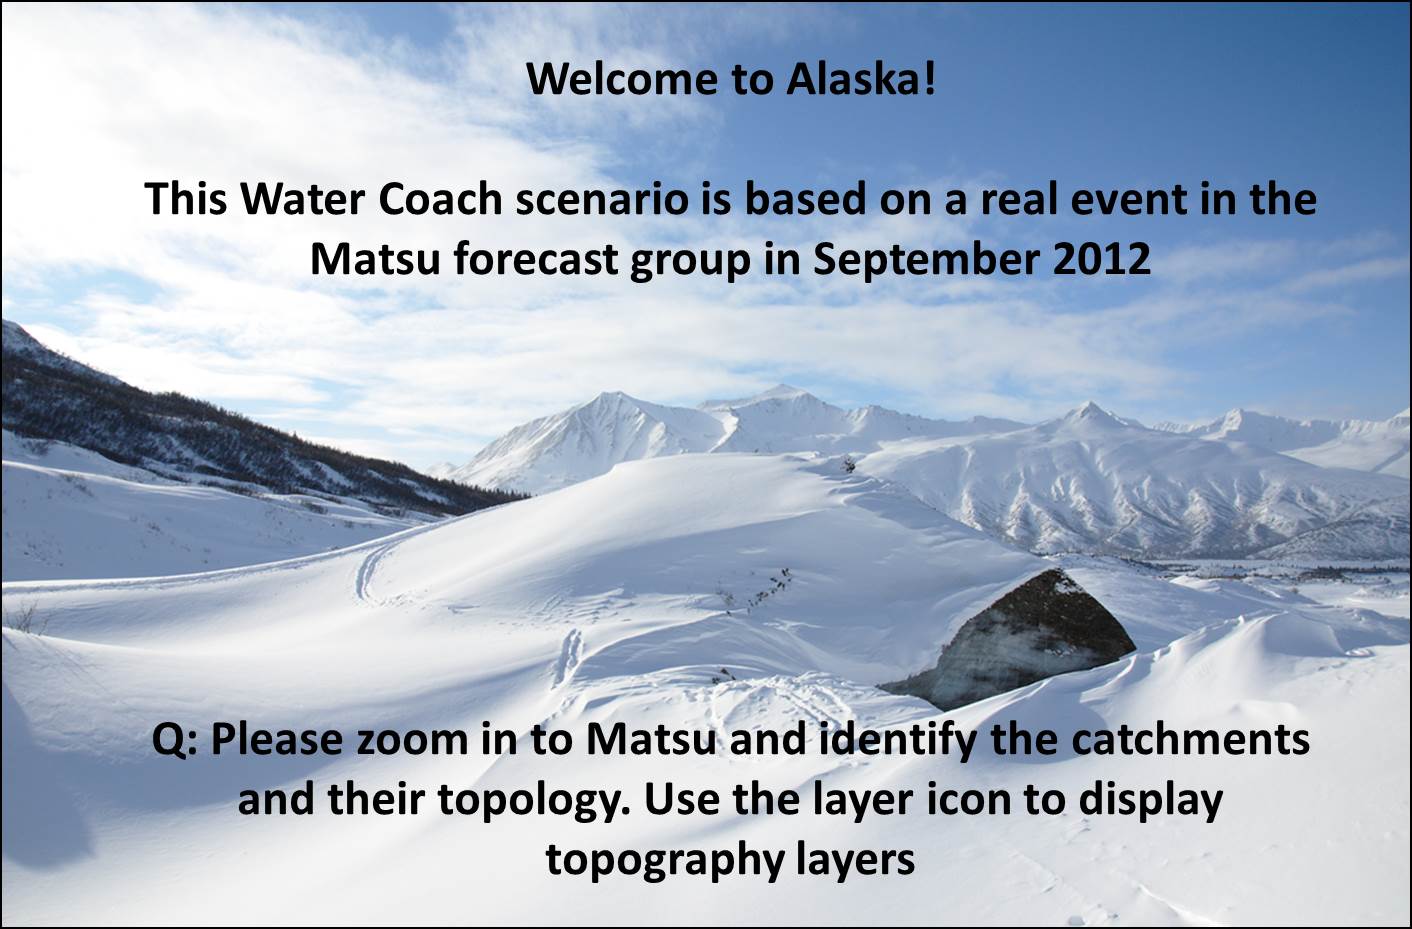 Welcome to Alaska!
This Water Coach scenario is based on a real event in the
Matsu forecast group in September 2012
Q: Please zoom in to Matsu and identify the catchments
and their topology. Use the layer icon to display
topography layers